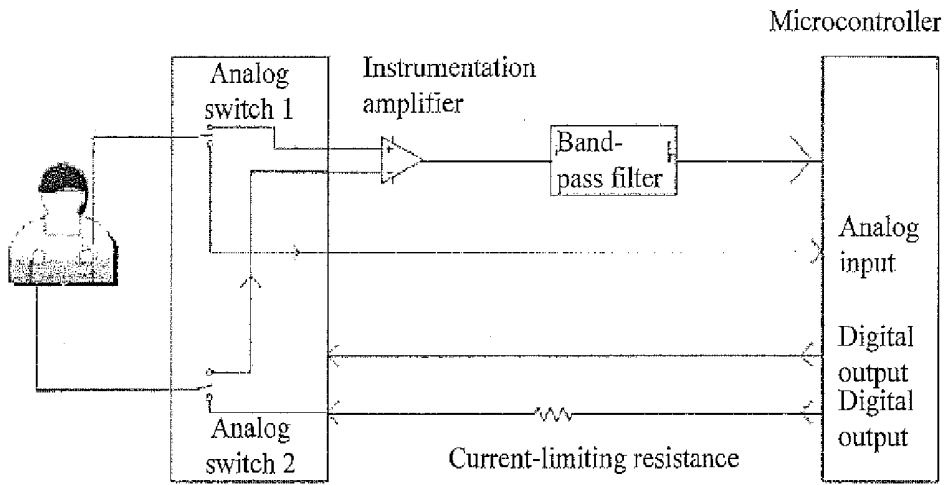 Microcontroller
Analog
switch 1
Instrumentation
amplifier
+
-
Band-
pass filter
Analog
input
Digital
output
Digital
output
Analog
switch 2
Current-limiting resistance